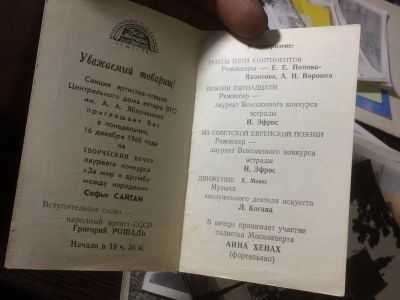 Уважаемый товарищ!
Секция артистов-чтецов
Центрального дома актера ВТО
им. А. А. Яблочкиной
приглашает Вас
в понедельник,
16 декабря 1968 года
на
ТВОРЧЕСКИЙ ВЕЧЕР
лауреата конкурса
«За мир и дружбу
между народами»
Софьи САЙТАН
Вступительное слово —
народный артист СССР
Григорий РОШАЛЬ
Начало в 19 ч. 30 м.
В программе:
ПОЭТЫ ПЯТИ КОНТИНЕНТОВ
Режиссеры — Е. Е. Попова-
Яхонтова, А. Н. Воронов
ПОЭЗИЯ ПЯТНАДЦАТИ
Режиссер —
лауреат Всесоюзного конкурса
эстрады
Н. Эфрос
ИЗ СОВЕТСКОЙ ЕВРЕЙСКОЙ ПОЭЗИИ
Режиссер —
лауреат Всесоюзного конкурса
эстрады
Н. Эфрос
ДВИЖЕНИЕ.
Музыка
заслуженного деятеля искусств
Л. Когана
В вечере принимает участие
солистка Москонцерта
АННА ХЕНАХ
(фортепьяно)